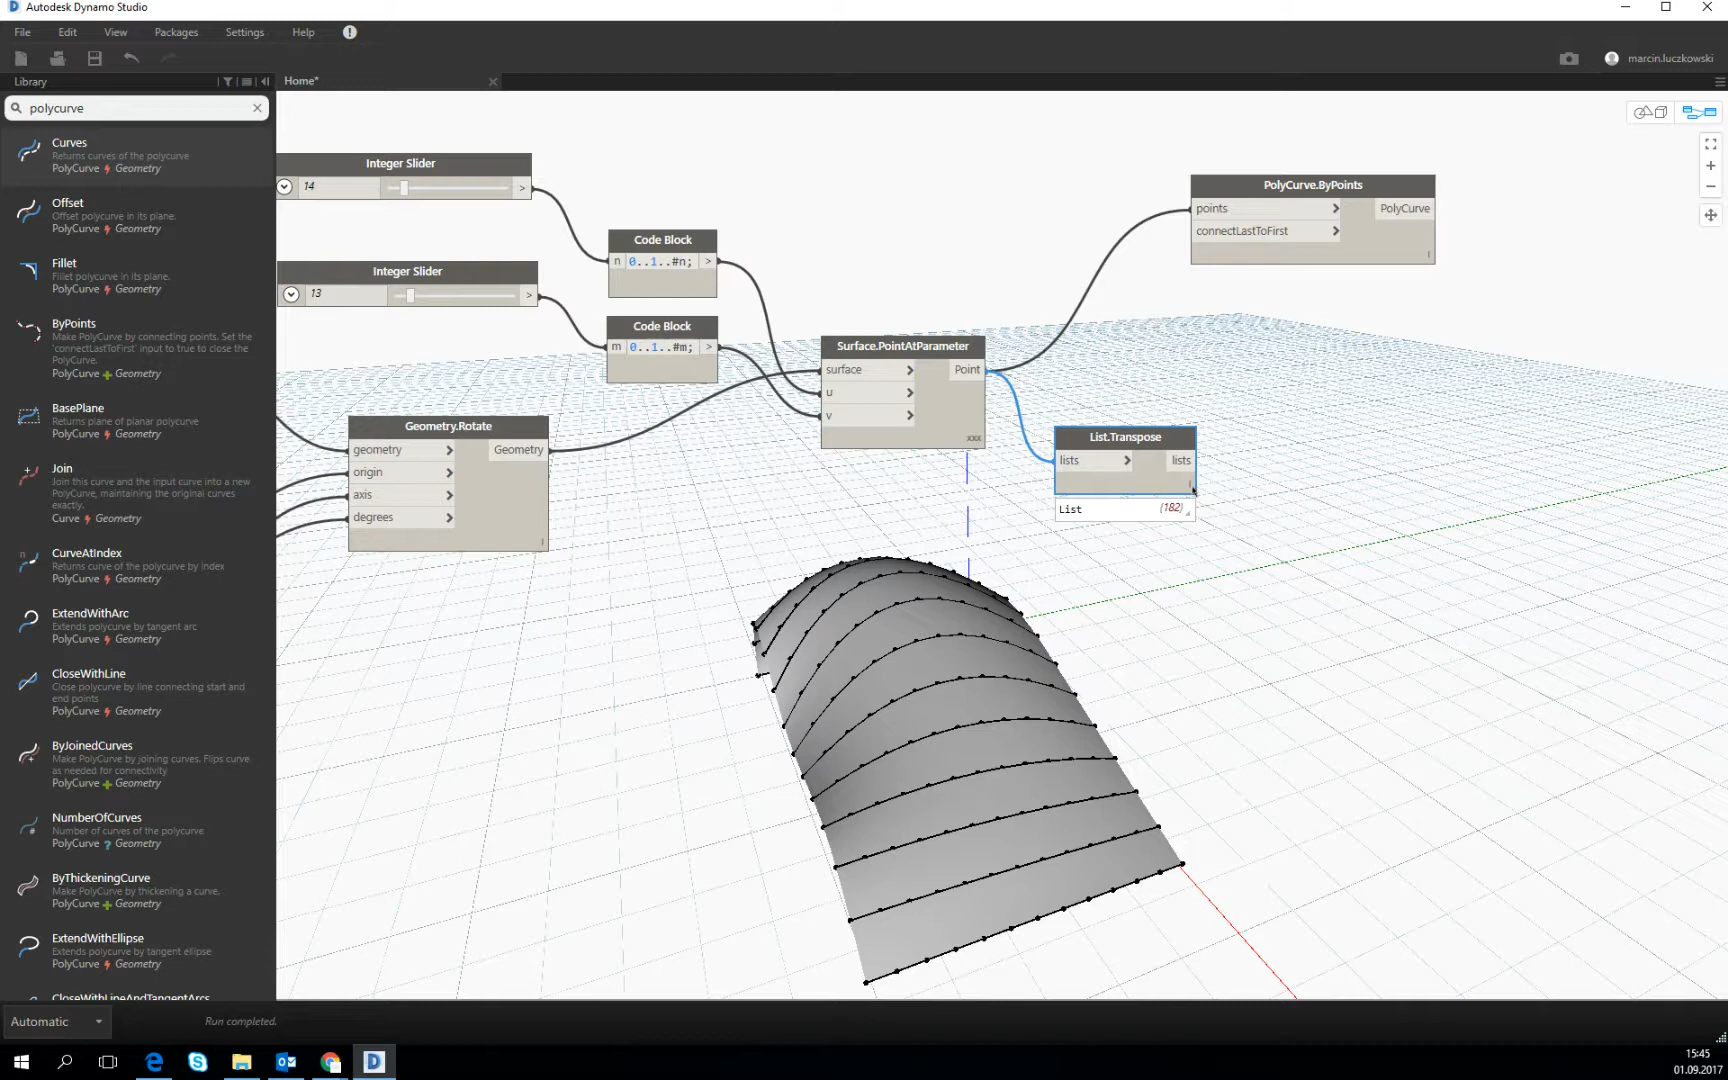 Autodesk Dynamo Studio
File Edit View Packages Settings Help
marcin.luczkowski
Library
Home*
polycurve
Curves
Returns curves of the polycurve
PolyCurve Geometry
Offset
Offset polycurve in its plane.
PolyCurve Geometry
Fillet
Fillet polycurve in its plane.
PolyCurve Geometry
ByPoints
Make PolyCurve by connecting points. Set the
'connectLastToFirst' input to true to close the
PolyCurve.
PolyCurve Geometry
BasePlane
Returns plane of planar polycurve
PolyCurve Geometry
Join
Join this curve and the input curve into a new
PolyCurve, maintaining the original curves
exactly.
Curve Geometry
CurveAtIndex
Returns curve of the polycurve by index
PolyCurve Geometry
ExtendWithArc
Extends polycurve by tangent arc
PolyCurve Geometry
CloseWithLine
Close polycurve by line connecting start and
end points
PolyCurve Geometry
ByJoinedCurves
Make PolyCurve by joining curves. Flips curve
as needed for connectivity
PolyCurve Geometry
NumberOfCurves
Number of curves of the polycurve
PolyCurve ? Geometry
ByThickeningCurve
Make PolyCurve by thickening a curve.
PolyCurve Geometry
ExtendWithEllipse
Extends polycurve by tangent ellipse
PolyCurve Geometry
CloseWithLineAndTangentArcs
Integer Slider
14 >
Integer Slider
13 >
Code Block
n 0..1..#n; >
Code Block
m 0..1..#m; >
Geometry.Rotate
geometry > Geometry
origin >
axis >
degrees >
Surface.PointAtParameter
surface > Point
u >
v >
xxx
List.Transpose
lists > lists
List {182}
PolyCurve.ByPoints
points > PolyCurve
connectLastToFirst >
Automatic
Run completed.
15:45
01.09.2017